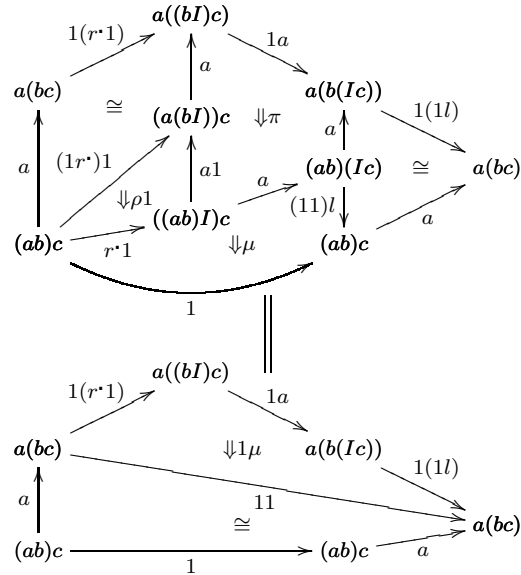 a((bI)c)
1(r˙1) 1a
a
a(bc) a(b(Ic))
≅ (a(bI))c ⇓π 1(1l)
a (1r˙)1 a1 a (ab)(Ic) ≅ a(bc)
⇓ρ1 a (11)l
((ab)I)c
(ab)c r˙1 ⇓μ (ab)c a
1
a((bI)c)
1(r˙1) 1a
a(bc) ⇓1μ a(b(Ic))
1(1l)
a 11
≅ a(bc)
(ab)c 1 (ab)c a